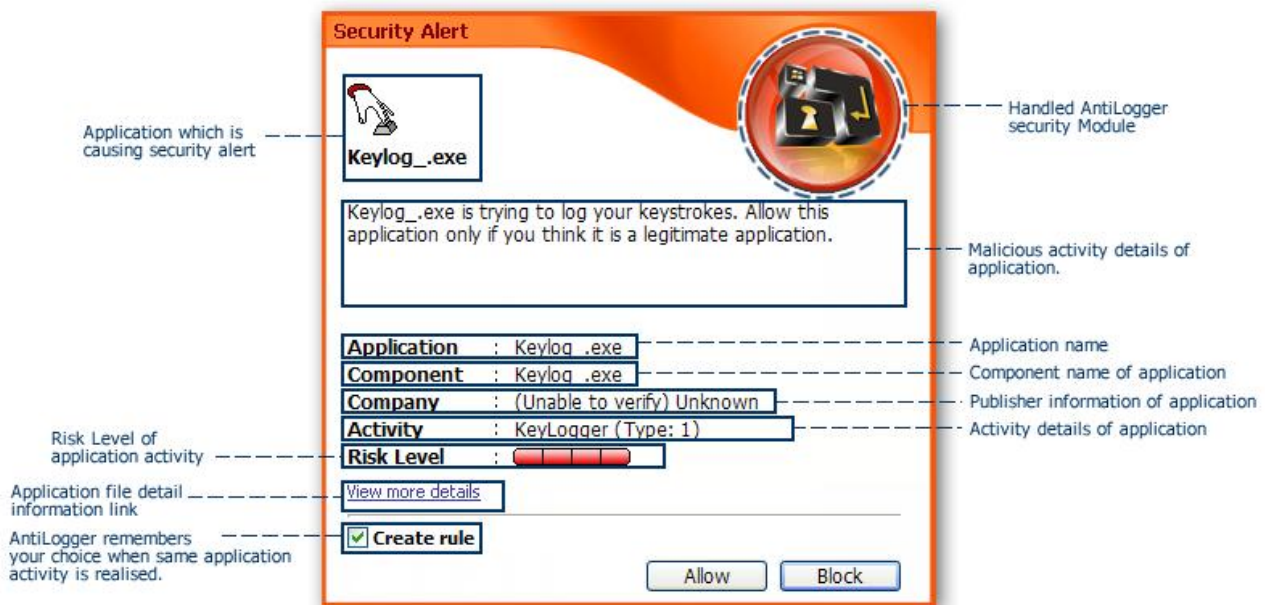 Security Alert
Keylog_.exe
Application which is
causing security alert
Handled AntiLogger
security Module
Keylog_.exe is trying to log your keystrokes. Allow this
application only if you think it is a legitimate application.
Malicious activity details of
application.
Application : Keylog_.exe
Application name
Component : Keylog_.exe
Component name of application
Company : (Unable to verify) Unknown
Publisher information of application
Activity : KeyLogger (Type: 1)
Activity details of application
Risk Level of
application activity
Risk Level :
Application file detail
information link
View more details
AntiLogger remembers
your choice when same application
activity is realised.
Create rule
Allow
Block